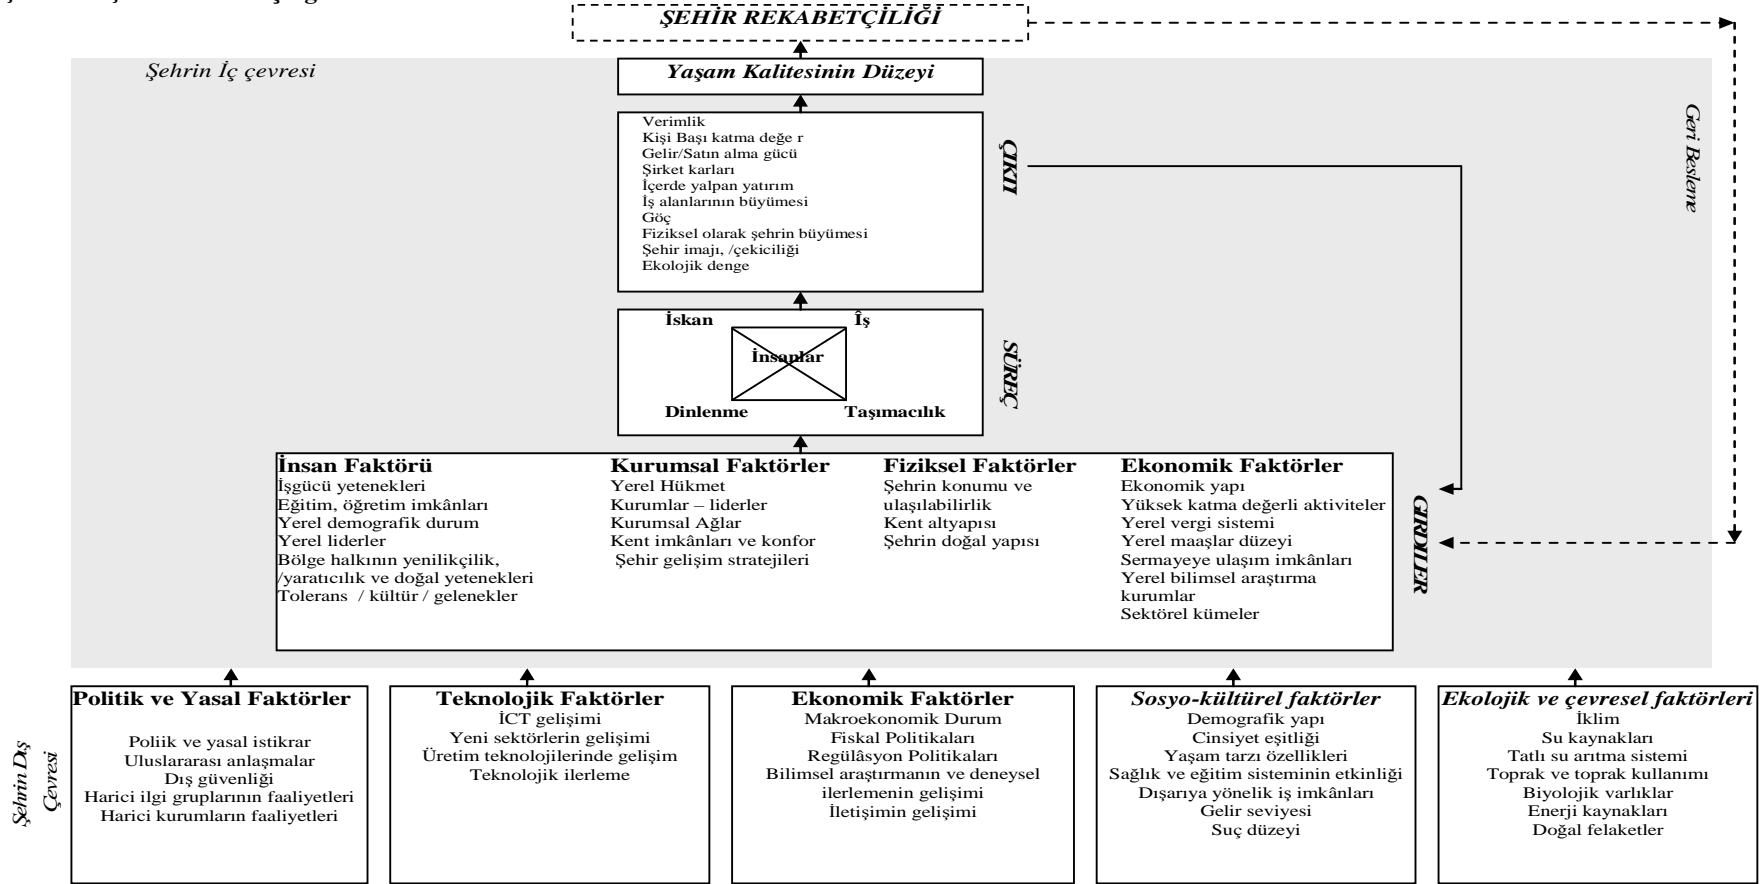 ŞEHİR REKABETÇİLİĞİ
Şehrin İç çevresi
Yaşam Kalitesinin Düzeyi
Geri Besleme
Verimlik
Kişi Başı katma değe r
Gelir/Satın alma gücü
Şirket karları
İçerde yalpan yatırım
İş alanlarının büyümesi
Göç
Fiziksel olarak şehrin büyümesi
Şehir imajı, /çekiciliği
Ekolojik denge
ÇIKTI
İskan
Îş
İnsanlar
Dinlenme
Taşımacılık
SÜREÇ
İnsan Faktörü
İşgücü yetenekleri
Eğitim, öğretim imkânları
Yerel demografik durum
Yerel liderler
Bölge halkının yenilikçilik,
/yaratıcılık ve doğal yetenekleri
Tolerans / kültür / gelenekler
Kurumsal Faktörler
Yerel Hükmet
Kurumlar – liderler
Kurumsal Ağlar
Kent imkânları ve konfor
Şehir gelişim stratejileri
Fiziksel Faktörler
Şehrin konumu ve
ulaşılabilirlik
Kent altyapısı
Şehrin doğal yapısı
Ekonomik Faktörler
Ekonomik yapı
Yüksek katma değerli aktiviteler
Yerel vergi sistemi
Yerel maaşlar düzeyi
Sermayeye ulaşım imkânları
Yerel bilimsel araştırma
kurumlar
Sektörel kümeler
GIRDILER
Şehrin Dış
Çevresi
Politik ve Yasal Faktörler
Poliik ve yasal istikrar
Uluslararası anlaşmalar
Dış güvenliği
Harici ilgi gruplarının faaliyetleri
Harici kurumların faaliyetleri
Teknolojik Faktörler
İCT gelişimi
Yeni sektörlerin gelişimi
Üretim teknolojilerinde gelişim
Teknolojik ilerleme
Ekonomik Faktörler
Makroekonomik Durum
Fiskal Politikaları
Regülâsyon Politikaları
Bilimsel araştırmanın ve deneysel
ilerlemenin gelişimi
İletişimin gelişimi
Sosyo-kültürel faktörler
Demografik yapı
Cinsiyet eşitliği
Yaşam tarzı özellikleri
Sağlık ve eğitim sisteminin etkinliği
Dışarıya yönelik iş imkânları
Gelir seviyesi
Suç düzeyi
Ekolojik ve çevresel faktörleri
İklim
Su kaynakları
Tatlı su arıtma sistemi
Toprak ve toprak kullanımı
Biyolojik varlıklar
Enerji kaynakları
Doğal felaketler